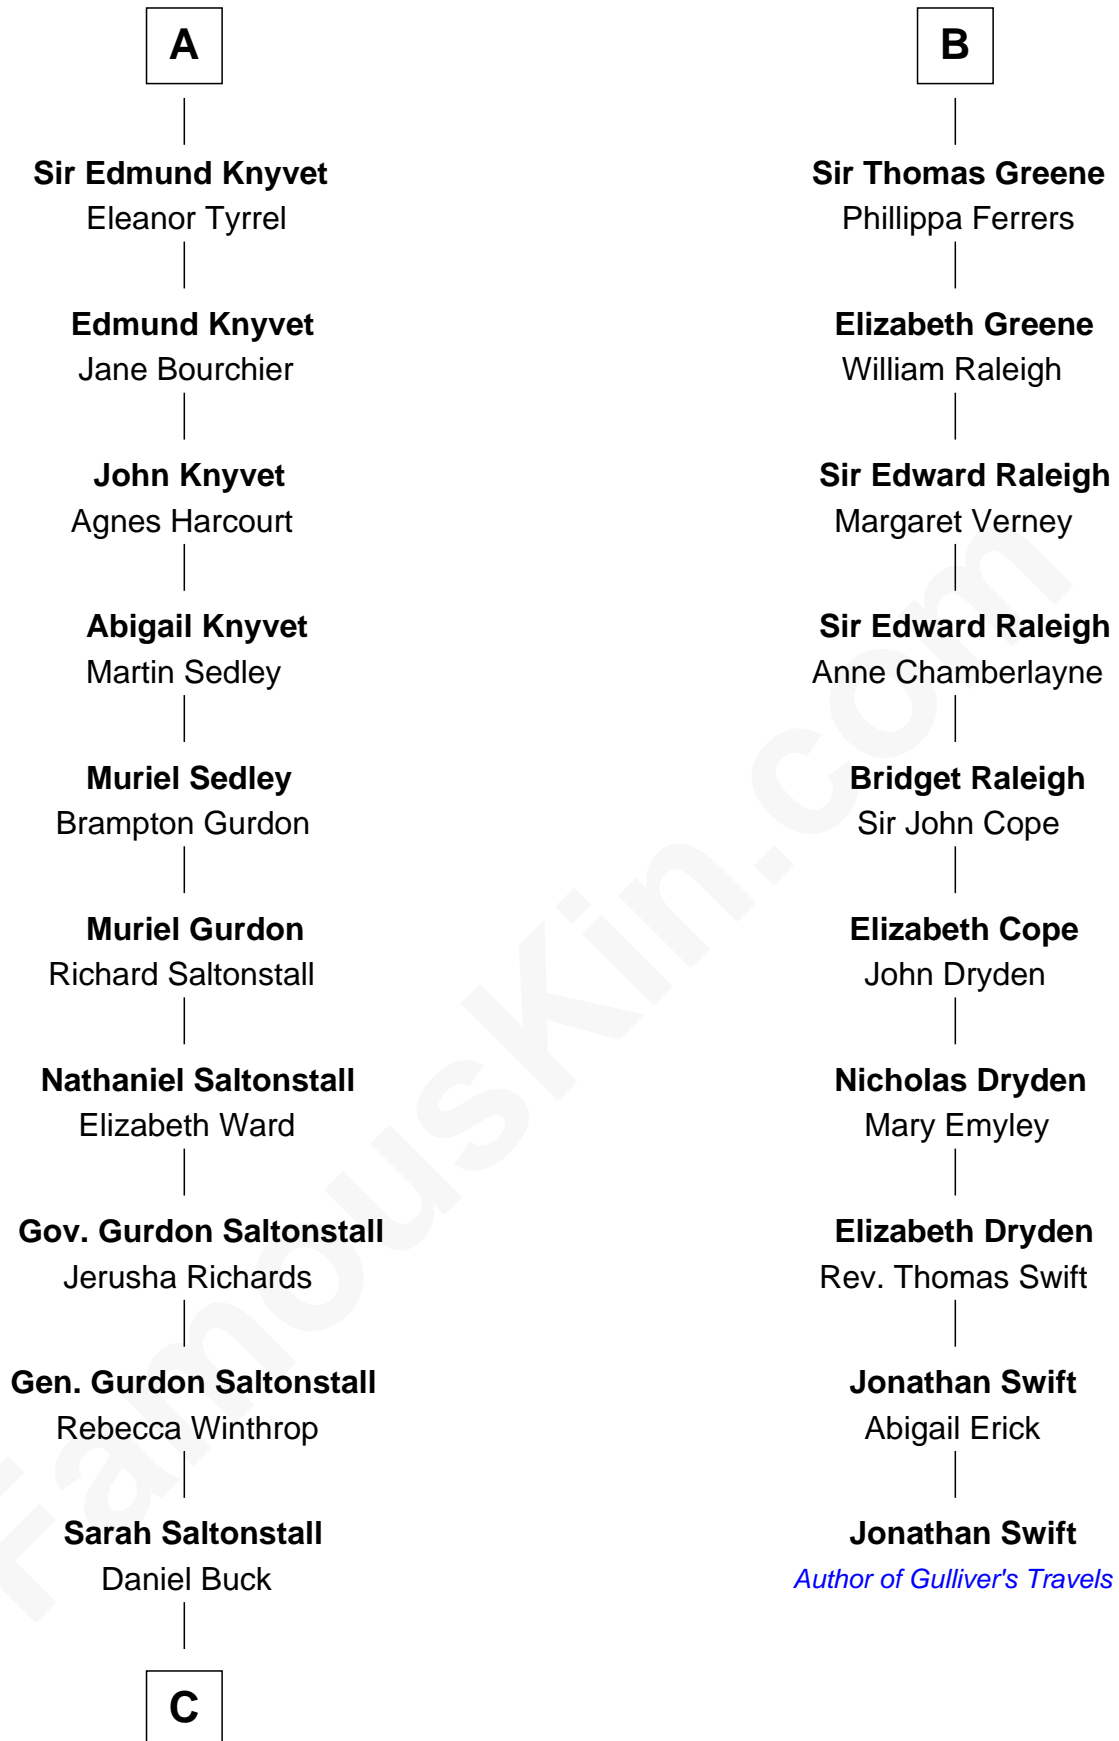 A
Sir Edmund Knyvet
Eleanor Tyrrel
Edmund Knyvet
Jane Bourchier
John Knyvet
Agnes Harcourt
Abigail Knyvet
Martin Sedley
Muriel Sedley
Brampton Gurdon
Muriel Gurdon
Richard Saltonstall
Nathaniel Saltonstall
Elizabeth Ward
Gov. Gurdon Saltonstall
Jerusha Richards
Gen. Gurdon Saltonstall
Rebecca Winthrop
Sarah Saltonstall
Daniel Buck
C
B
Sir Thomas Greene
Phillippa Ferrers
Elizabeth Greene
William Raleigh
Sir Edward Raleigh
Margaret Verney
Sir Edward Raleigh
Anne Chamberlayne
Bridget Raleigh
Sir John Cope
Elizabeth Cope
John Dryden
Nicholas Dryden
Mary Emyley
Elizabeth Dryden
Rev. Thomas Swift
Jonathan Swift
Abigail Erick
Jonathan Swift
Author of Gulliver's Travels
FamousKin.com